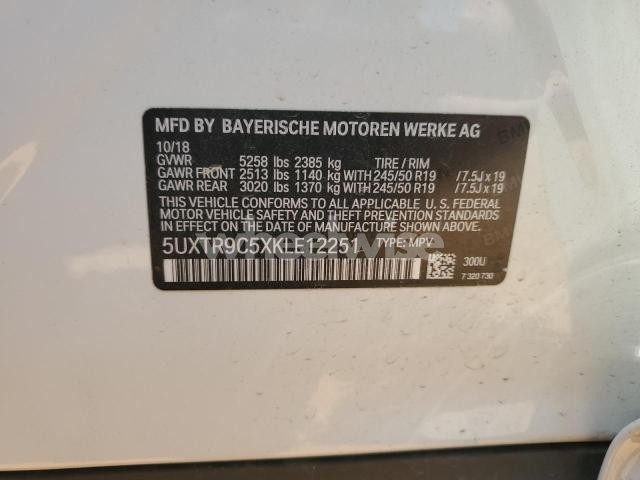 MFD BY BAYERISCHE MOTOREN WERKE AG
10/18
GVWR 5258 lbs 2385 kg TIRE / RIM
GAWR FRONT 2513 lbs 1140 kg WITH 245/50 R19 /7.5J x 19
GAWR REAR 3020 lbs 1370 kg WITH 245/50 R19 /7.5J x 19
THIS VEHICLE CONFORMS TO ALL APPLICABLE U. S. FEDERAL
MOTOR VEHICLE SAFETY, BUMPER, AND THEFT PREVENTION
STANDARDS IN EFFECT ON THE DATE OF MANUFACTURE SHOWN ABOVE.
5UXTR9C5XKLE12251 TYPE: MPV
300U
7 320 730